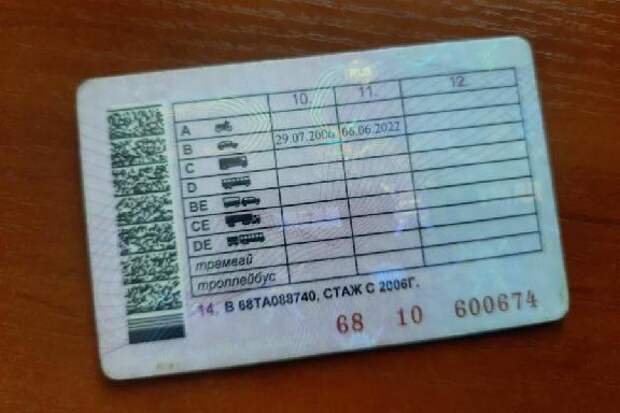 10. 11. 12.
A
B 29.07.2006 66.06.2022
C
D
BE
CE
DE
трамвай
троллейбус
14. В 68ТА088740, СТАЖ С 2006Г.
68 10 600674